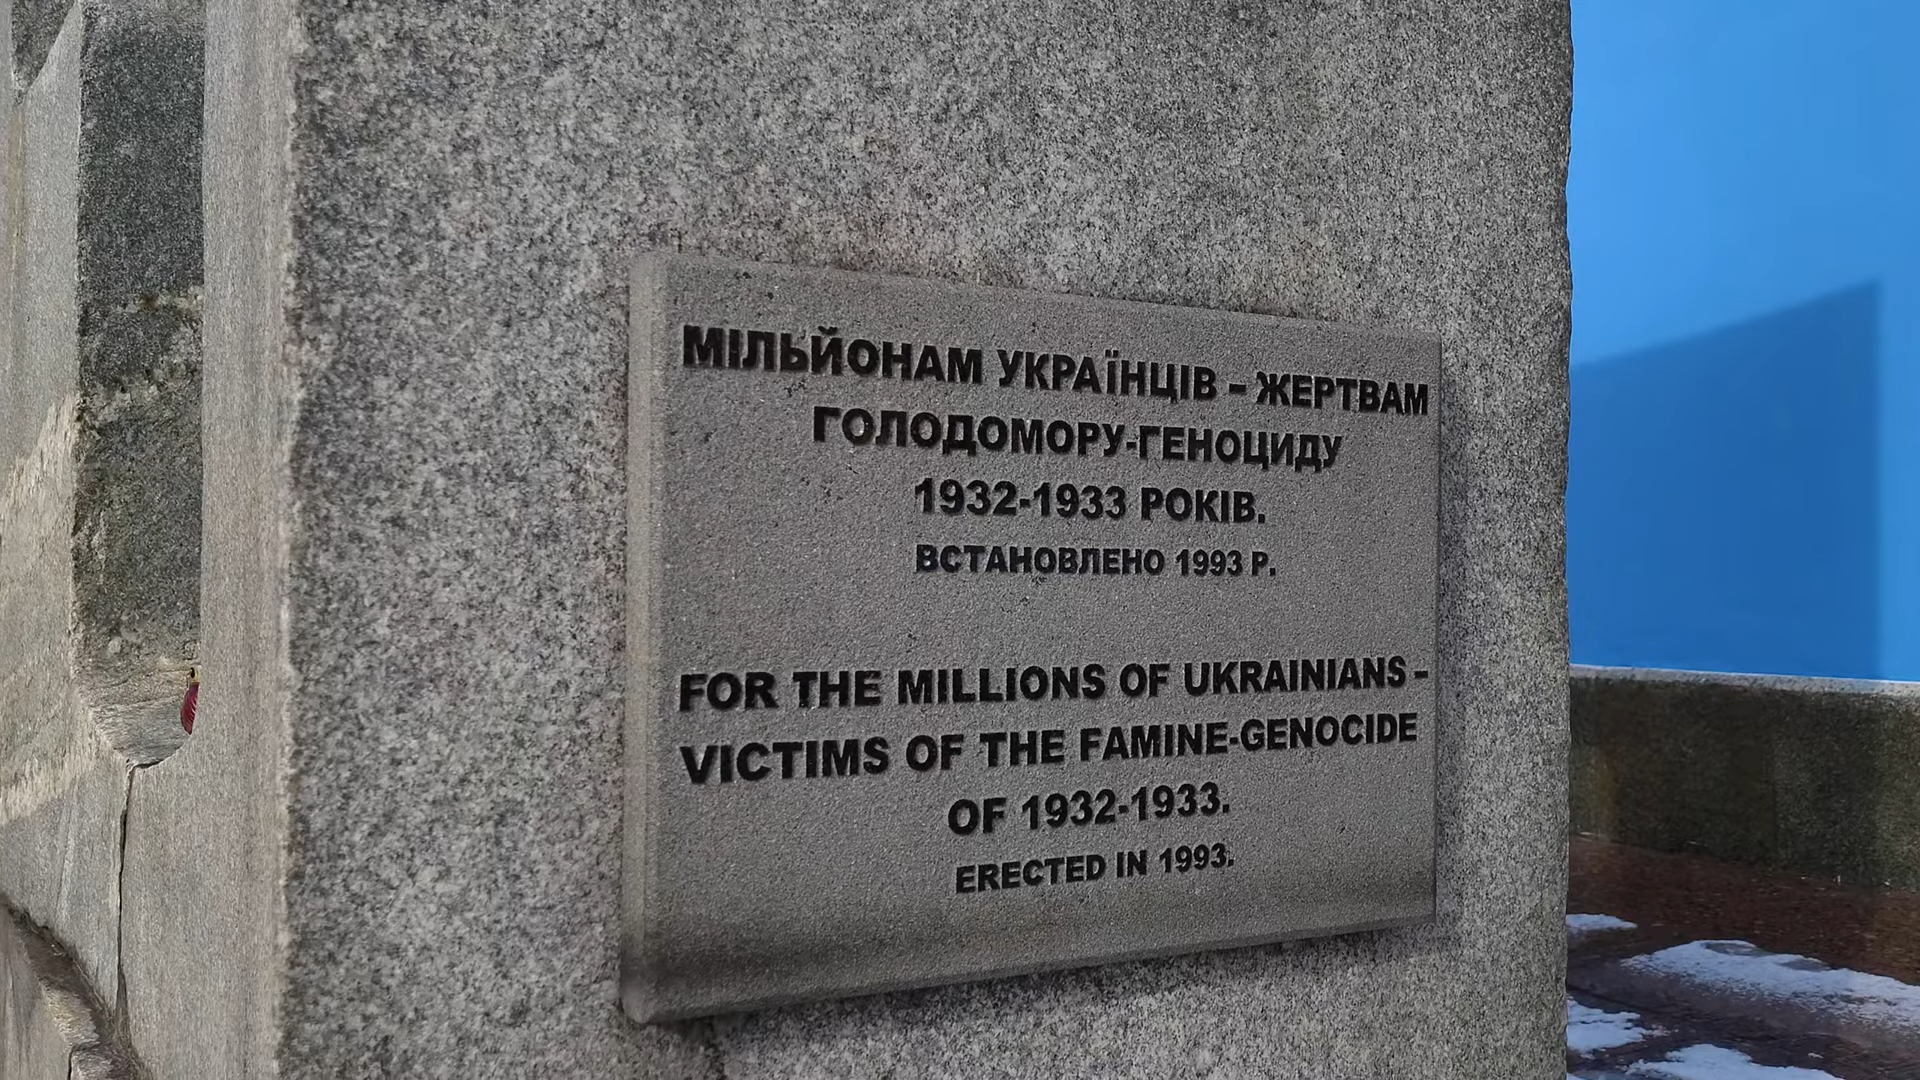 МІЛЬЙОНАМ УКРАЇНЦІВ – ЖЕРТВАМ
ГОЛОДОМОРУ-ГЕНОЦИДУ
1932-1933 РОКІВ.
ВСТАНОВЛЕНО 1993 Р.
FOR THE MILLIONS OF UKRAINIANS –
VICTIMS OF THE FAMINE-GENOCIDE
OF 1932-1933.
ERECTED IN 1993.